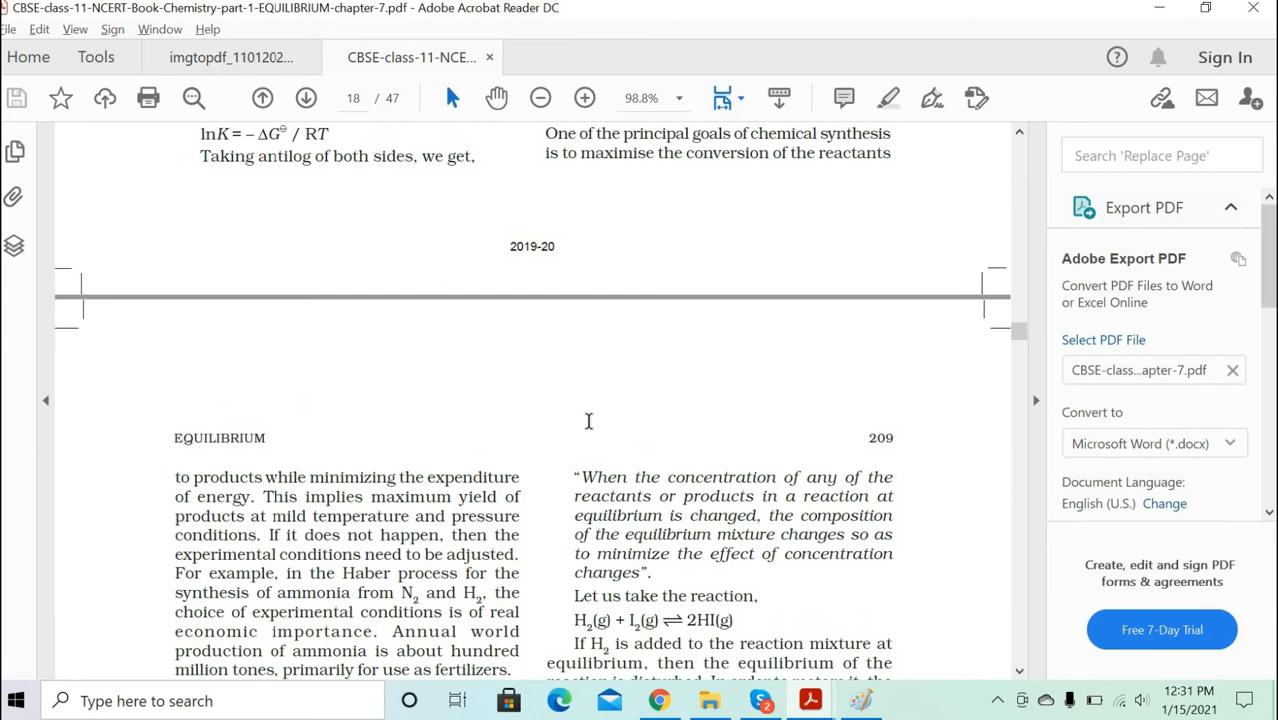 CBSE-class-11-NCERT-Book-Chemistry-part-1-EQUILIBRIUM-chapter-7.pdf - Adobe Acrobat Reader DC
File Edit View Sign Window Help
Home Tools imgtopdf_1101202... CBSE-class-11-NCE... ×
Sign In
18 / 47
98.8%
lnK = – ΔG⊖ / RT
Taking antilog of both sides, we get,
One of the principal goals of chemical synthesis
is to maximise the conversion of the reactants
2019-20
EQUILIBRIUM
209
to products while minimizing the expenditure
of energy. This implies maximum yield of
products at mild temperature and pressure
conditions. If it does not happen, then the
experimental conditions need to be adjusted.
For example, in the Haber process for the
synthesis of ammonia from N₂ and H₂, the
choice of experimental conditions is of real
economic importance. Annual world
production of ammonia is about hundred
million tones, primarily for use as fertilizers.
“When the concentration of any of the
reactants or products in a reaction at
equilibrium is changed, the composition
of the equilibrium mixture changes so as
to minimize the effect of concentration
changes”.
Let us take the reaction,
H₂(g) + I₂(g) ⇌ 2HI(g)
If H₂ is added to the reaction mixture at
equilibrium, then the equilibrium of the
reaction is disturbed. In order to restore it, the
Search 'Replace Page'
Export PDF
Adobe Export PDF
Convert PDF Files to Word
or Excel Online
Select PDF File
CBSE-class...apter-7.pdf
Convert to
Microsoft Word (*.docx)
Document Language:
English (U.S.) Change
Create, edit and sign PDF
forms & agreements
Free 7-Day Trial
Type here to search
2
12:31 PM
1/15/2021